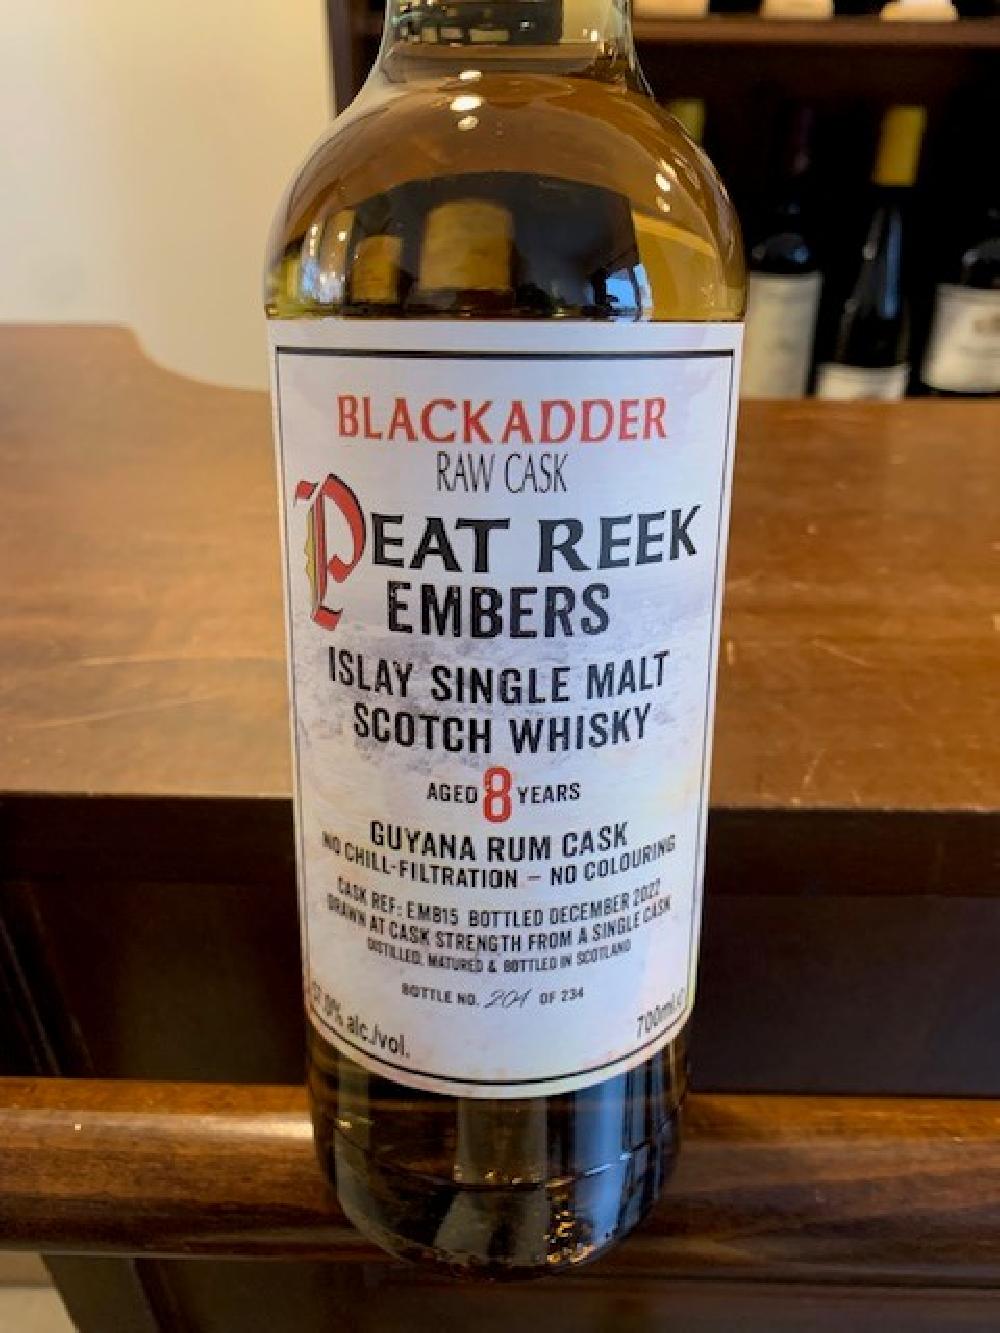 BLACKADDER
RAW CASK
PEAT REEK
EMBERS
ISLAY SINGLE MALT
SCOTCH WHISKY
AGED 8 YEARS
GUYANA RUM CASK
NO CHILL-FILTRATION – NO COLOURING
CASK REF: EMB15 BOTTLED DECEMBER 2022
DRAWN AT CASK STRENGTH FROM A SINGLE CASK
DISTILLED, MATURED & BOTTLED IN SCOTLAND
BOTTLE NO. 204 OF 234
alc./vol.
700ml